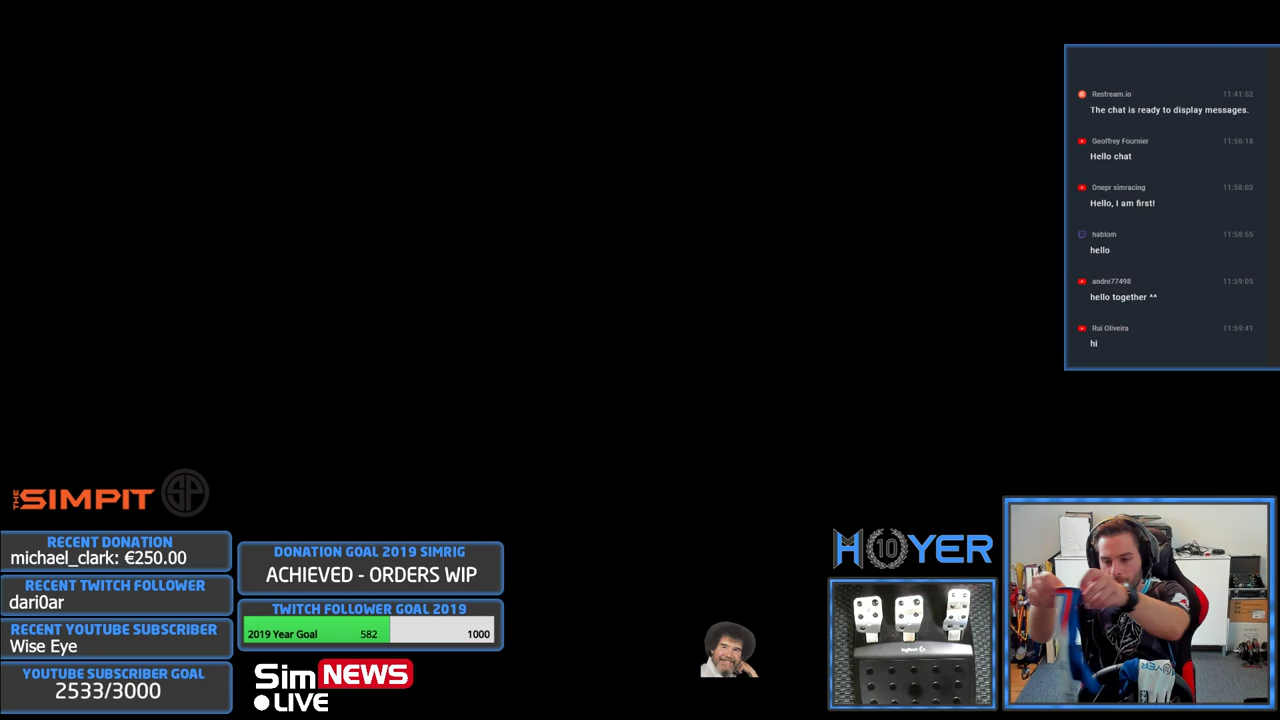 Restream.io 11:41:52
The chat is ready to display messages.
Geoffrey Fournier 11:56:18
Hello chat
Dnepr simracing 11:58:03
Hello, I am first!
hablom 11:58:55
hello
andre77498 11:59:05
hello together ^^
Rui Oliveira 11:59:41
hi
THE SIMPIT SP
RECENT DONATION
michael_clark: €250.00
RECENT TWITCH FOLLOWER
dari0ar
RECENT YOUTUBE SUBSCRIBER
Wise Eye
YOUTUBE SUBSCRIBER GOAL
2533/3000
DONATION GOAL 2019 SIMRIG
ACHIEVED - ORDERS WIP
TWITCH FOLLOWER GOAL 2019
2019 Year Goal 582 1000
Sim NEWS
LIVE
H10YER
logitech G
HOYER